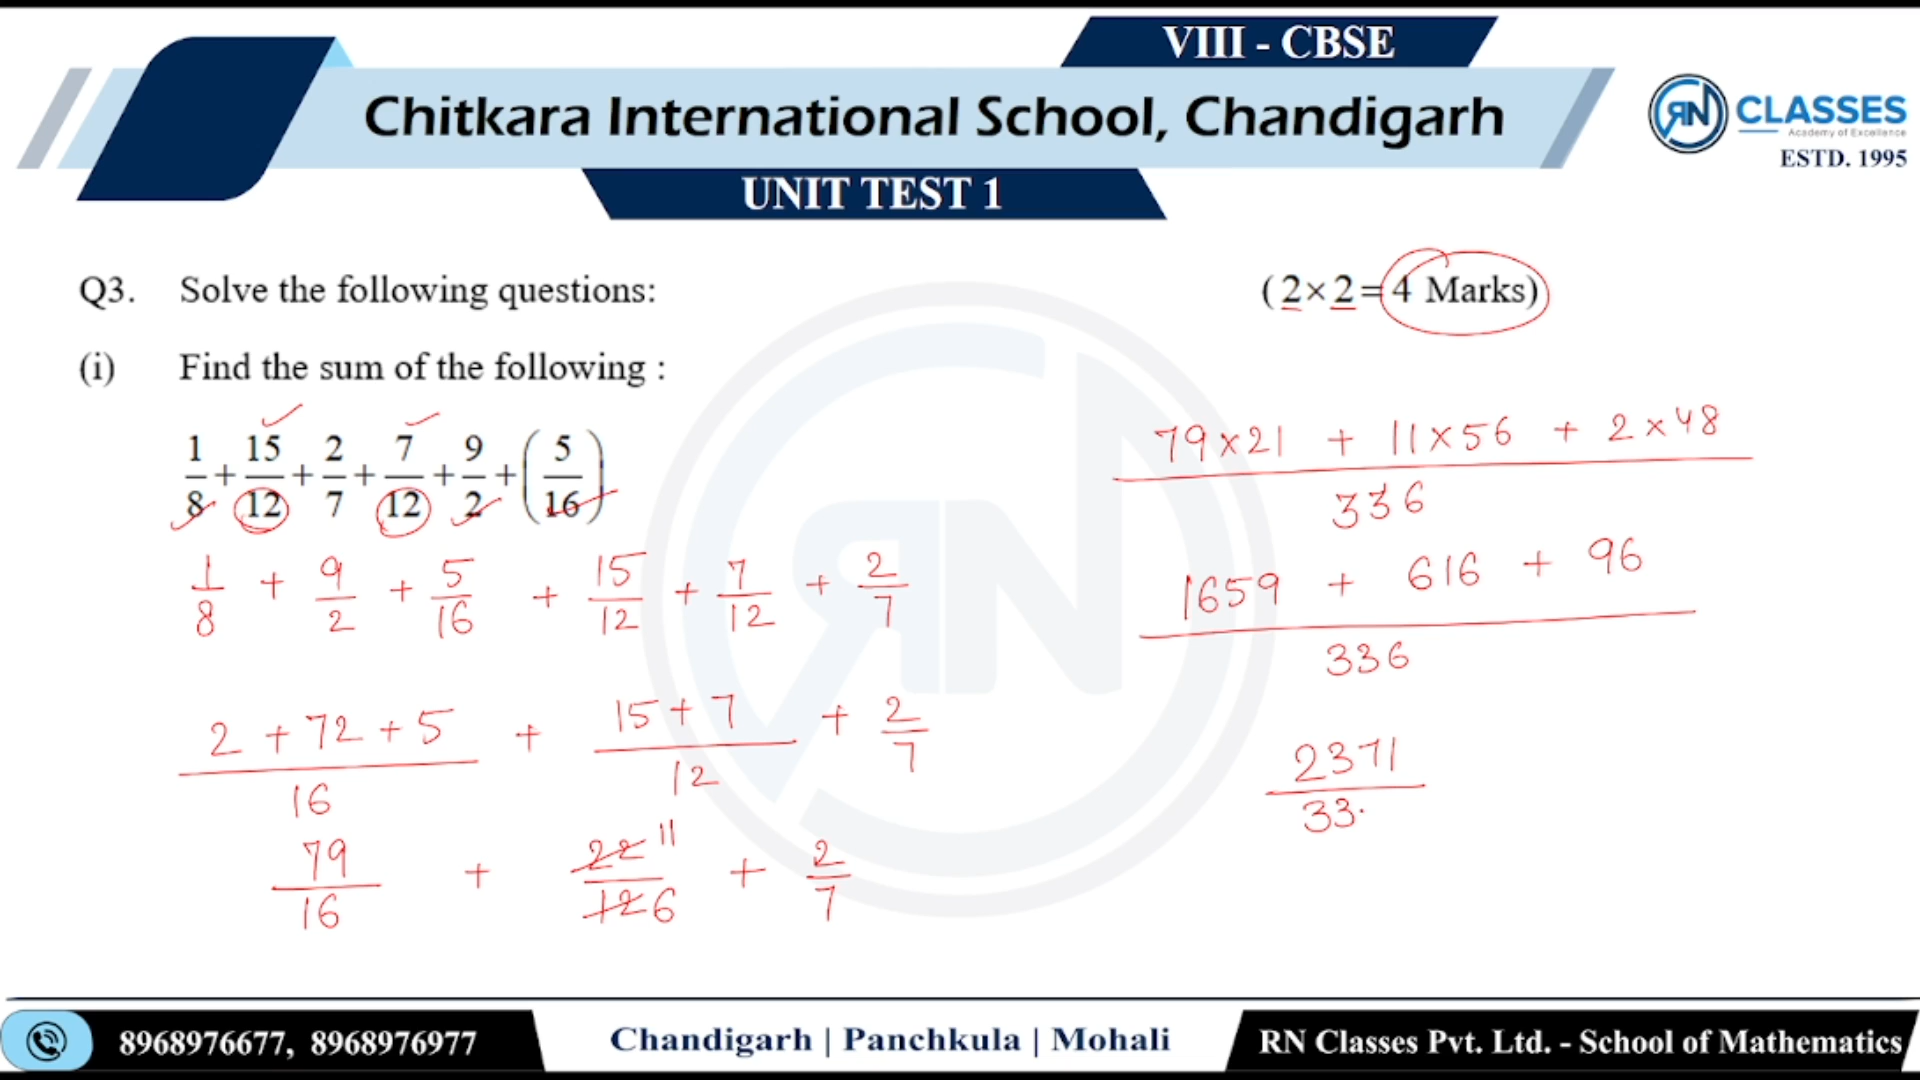 VIII - CBSE
Chitkara International School, Chandigarh
RN CLASSES
Academy of Excellence
ESTD. 1995
UNIT TEST 1
Q3. Solve the following questions: (2×2=4 Marks)
(i) Find the sum of the following :
1/8 + 15/12 + 2/7 + 7/12 + 9/2 + (5/16)
1/8 + 9/2 + 5/16 + 15/12 + 7/12 + 2/7
2 + 72 + 5 / 16 + 15 + 7 / 12 + 2/7
79/16 + 22 11 / 12 6 + 2/7
79×21 + 11×56 + 2×48
336
1659 + 616 + 96
336
2371
33
RN
8968976677, 8968976977
Chandigarh | Panchkula | Mohali
RN Classes Pvt. Ltd. - School of Mathematics